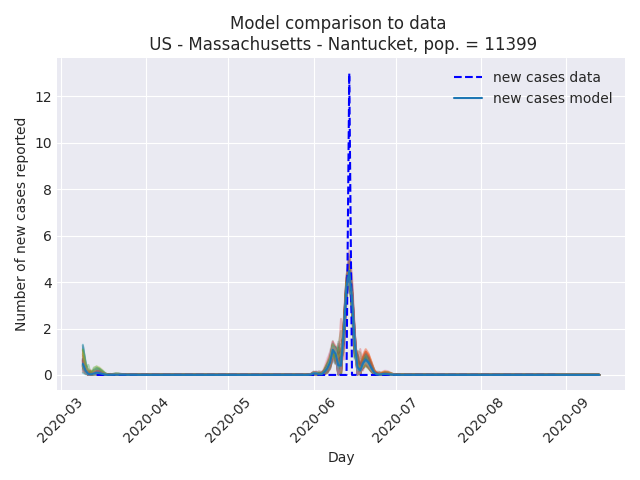 Model comparison to data
US - Massachusetts - Nantucket, pop. = 11399
new cases data
new cases model
Number of new cases reported
12
10
8
6
4
2
0
2020-03
2020-04
2020-05
2020-06
2020-07
2020-08
2020-09
Day